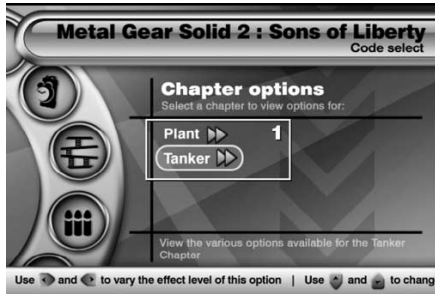 Metal Gear Solid 2 : Sons of Liberty
Code select
Chapter options
Select a chapter to view options for:
Plant 1
Tanker
View the various options available for the Tanker
Chapter
Use and to vary the effect level of this option | Use and to chang